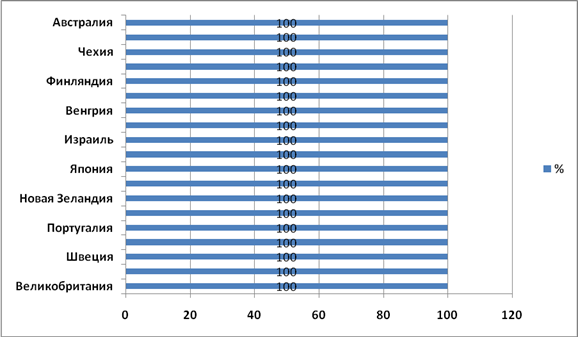 Австралия 100
100
Чехия 100
100
Финляндия 100
100
Венгрия 100
100
Израиль 100
100
Япония 100
100
Новая Зеландия 100
100
Португалия 100
100
Швеция 100
100
Великобритания 100
0 20 40 60 80 100 120
%